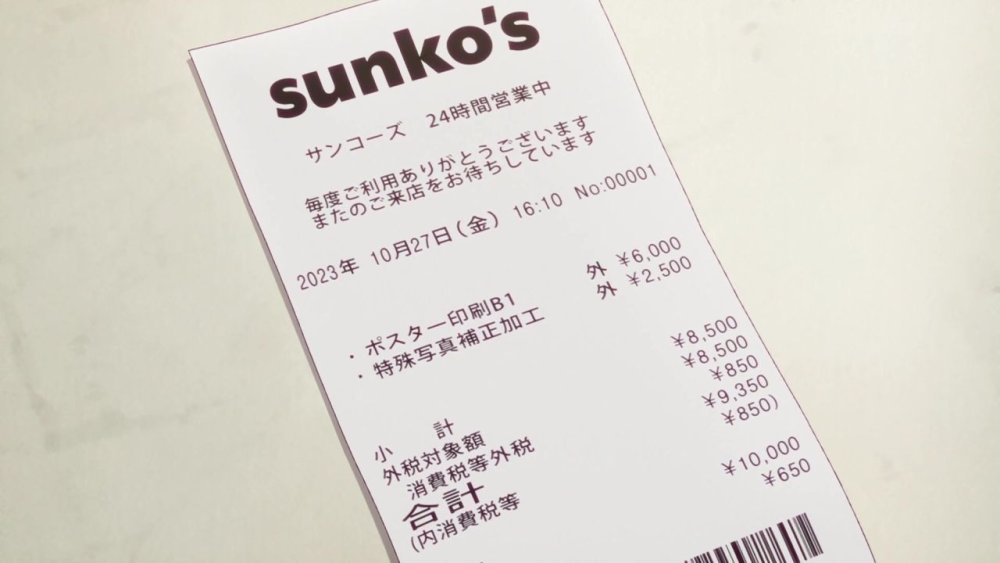 sunko's
サンコーズ 24時間営業中
毎度ご利用ありがとうございます
またのご来店をお待ちしています
2023年 10月27日(金) 16:10 No:00001
・ポスター印刷B1 外 ¥6,000
・特殊写真補正加工 外 ¥2,500
小 計 ¥8,500
外税対象額 ¥8,500
消費税等外税 ¥850
合計 ¥9,350
(内消費税等 ¥850)
¥10,000
¥650